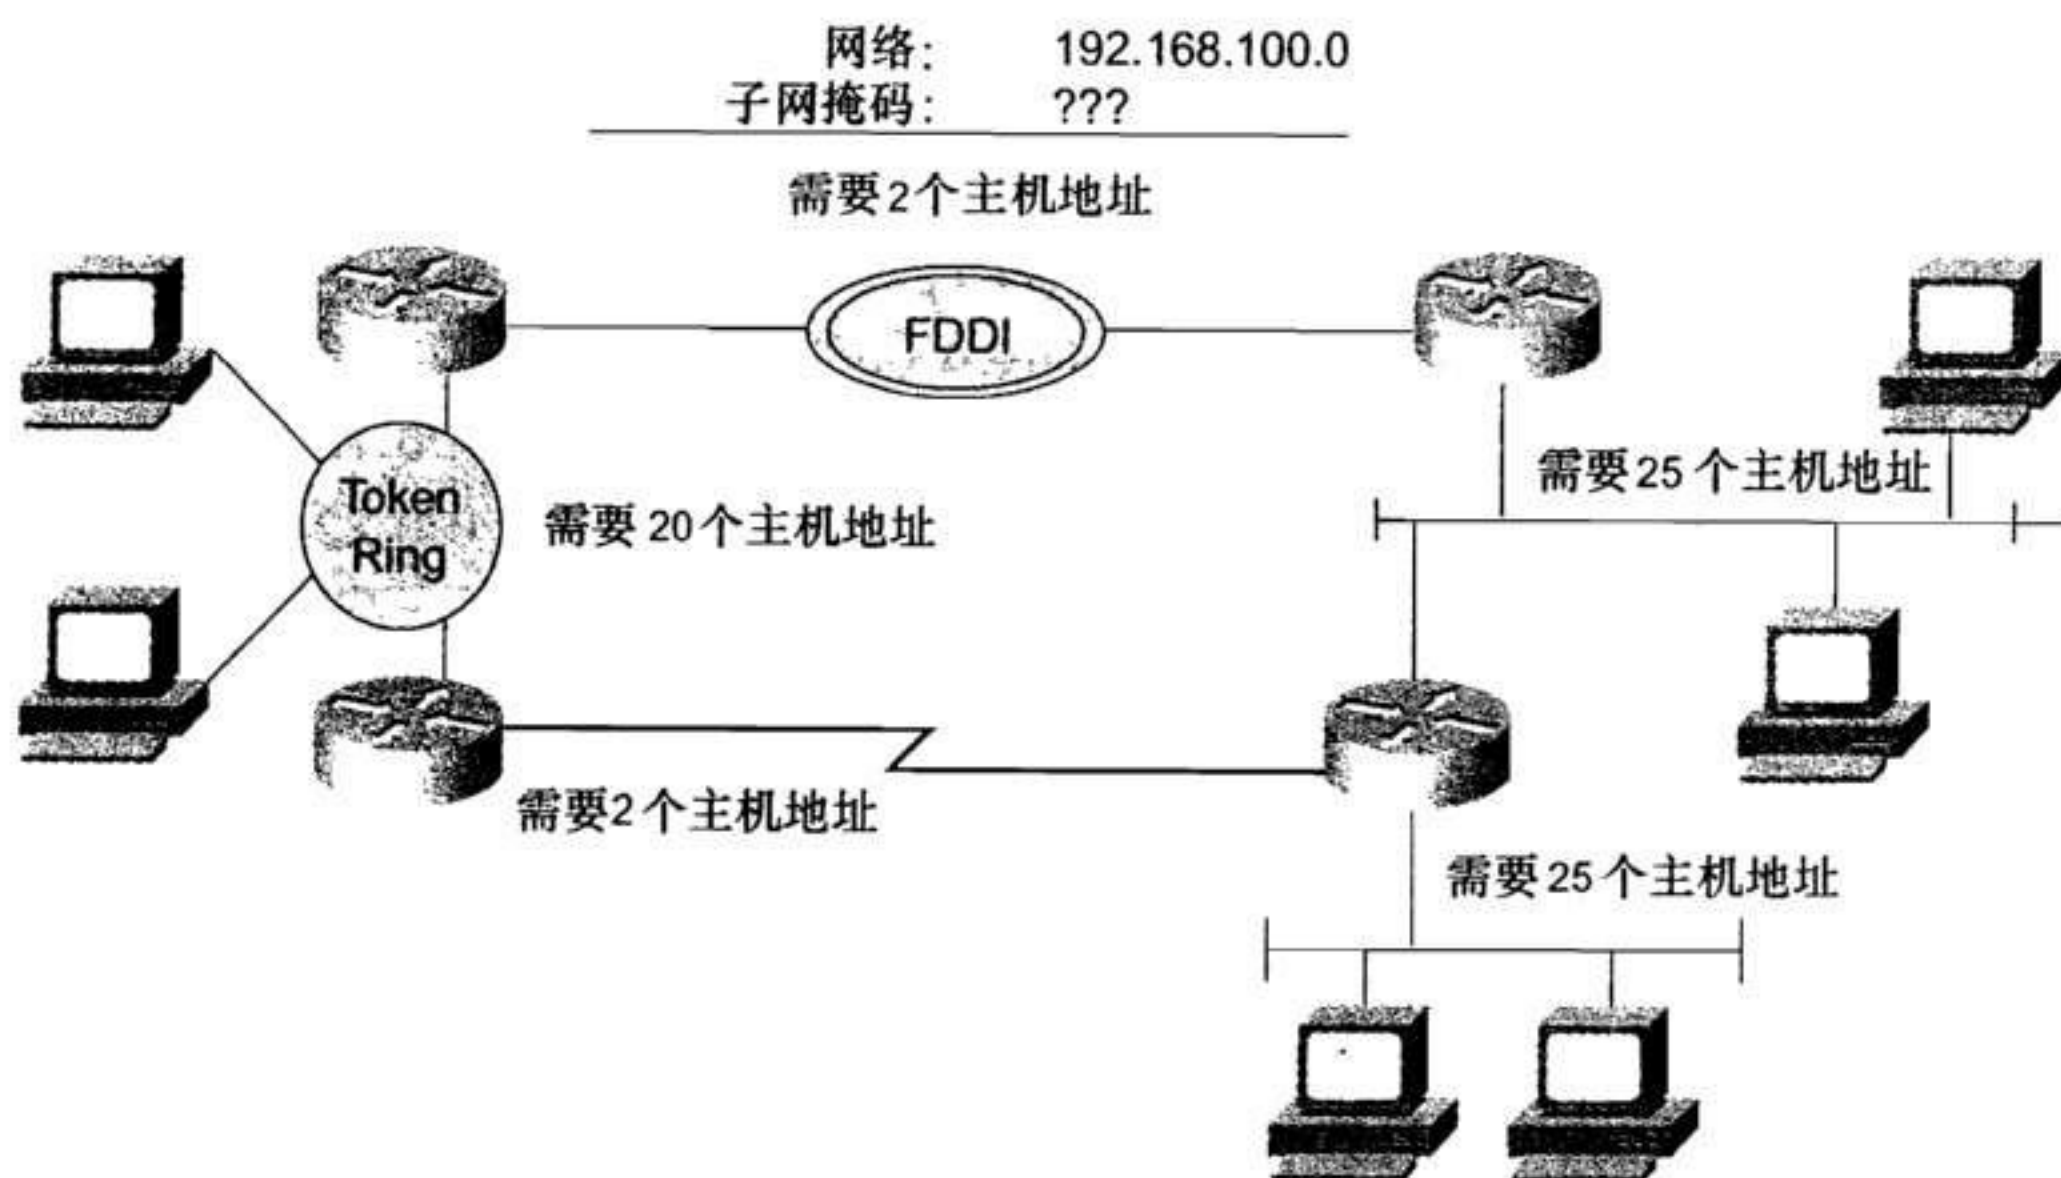 网络: 192.168.100.0
子网掩码: ???
需要2个主机地址
FDDI
需要25个主机地址
Token
Ring
需要20个主机地址
需要2个主机地址
需要25个主机地址